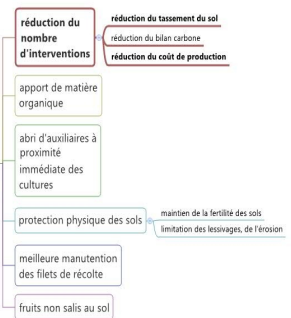 réduction du
nombre
d'interventions
réduction du tassement du sol
réduction du bilan carbone
réduction du coût de production
apport de matière
organique
abri d'auxiliaires à
proximité
immédiate des
cultures
protection physique des sols
maintien de la fertilité des sols
limitation des lessivages, de l'érosion
meilleure manutention
des filets de récolte
fruits non salis au sol